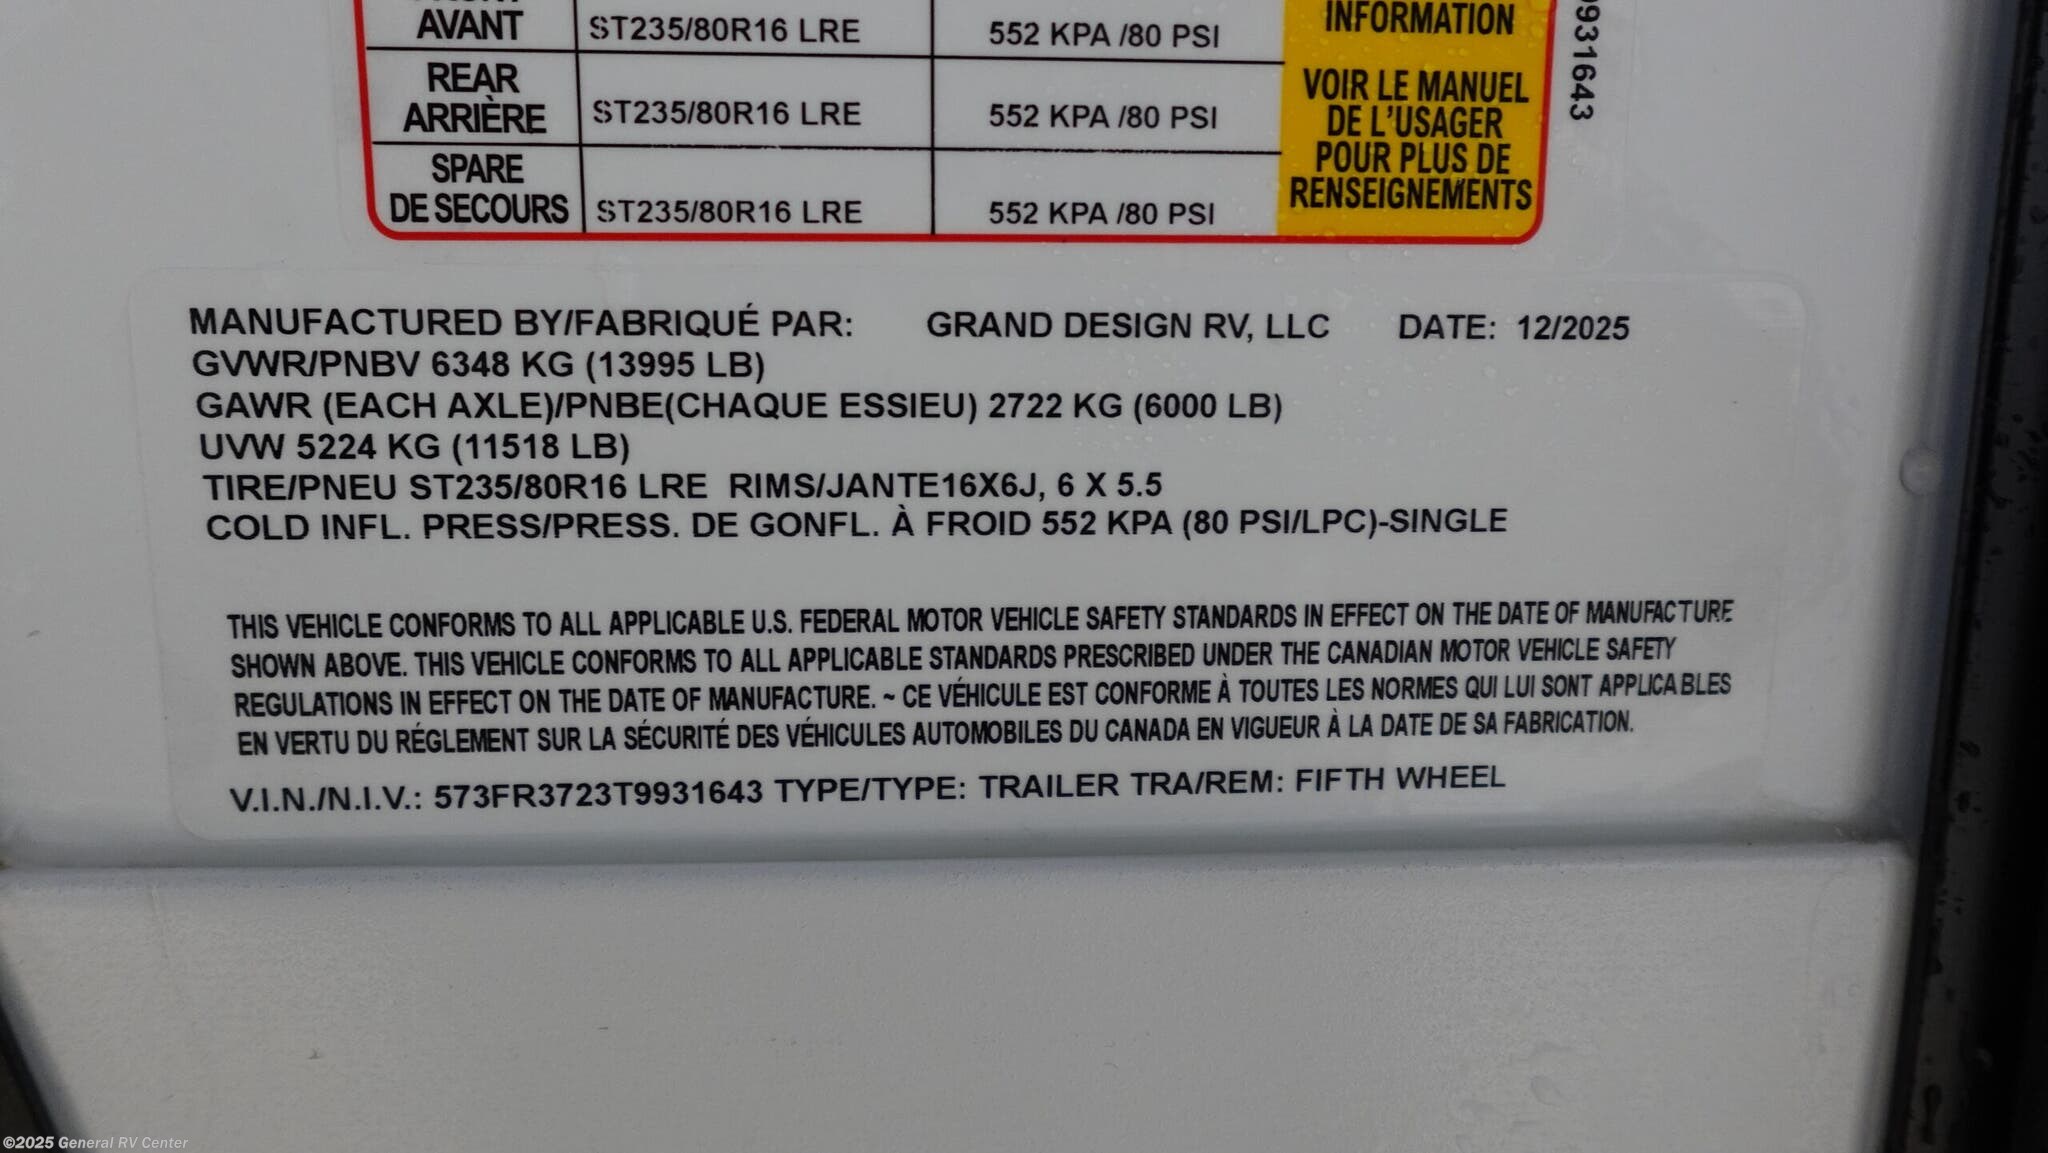 AVANT ST235/80R16 LRE 552 KPA /80 PSI
INFORMATION
REAR
ARRIÈRE ST235/80R16 LRE 552 KPA /80 PSI
SPARE
DE SECOURS ST235/80R16 LRE 552 KPA /80 PSI
VOIR LE MANUEL
DE L'USAGER
POUR PLUS DE
RENSEIGNEMENTS
9931643
MANUFACTURED BY/FABRIQUÉ PAR: GRAND DESIGN RV, LLC DATE: 12/2025
GVWR/PNBV 6348 KG (13995 LB)
GAWR (EACH AXLE)/PNBE(CHAQUE ESSIEU) 2722 KG (6000 LB)
UVW 5224 KG (11518 LB)
TIRE/PNEU ST235/80R16 LRE RIMS/JANTE16X6J, 6 X 5.5
COLD INFL. PRESS/PRESS. DE GONFL. À FROID 552 KPA (80 PSI/LPC)-SINGLE
THIS VEHICLE CONFORMS TO ALL APPLICABLE U.S. FEDERAL MOTOR VEHICLE SAFETY STANDARDS IN EFFECT ON THE DATE OF MANUFACTURE
SHOWN ABOVE. THIS VEHICLE CONFORMS TO ALL APPLICABLE STANDARDS PRESCRIBED UNDER THE CANADIAN MOTOR VEHICLE SAFETY
REGULATIONS IN EFFECT ON THE DATE OF MANUFACTURE. ~ CE VÉHICULE EST CONFORME À TOUTES LES NORMES QUI LUI SONT APPLICABLES
EN VERTU DU RÉGLEMENT SUR LA SÉCURITÉ DES VÉHICULES AUTOMOBILES DU CANADA EN VIGUEUR À LA DATE DE SA FABRICATION.
V.I.N./N.I.V.: 573FR3723T9931643 TYPE/TYPE: TRAILER TRA/REM: FIFTH WHEEL
©2025 General RV Center